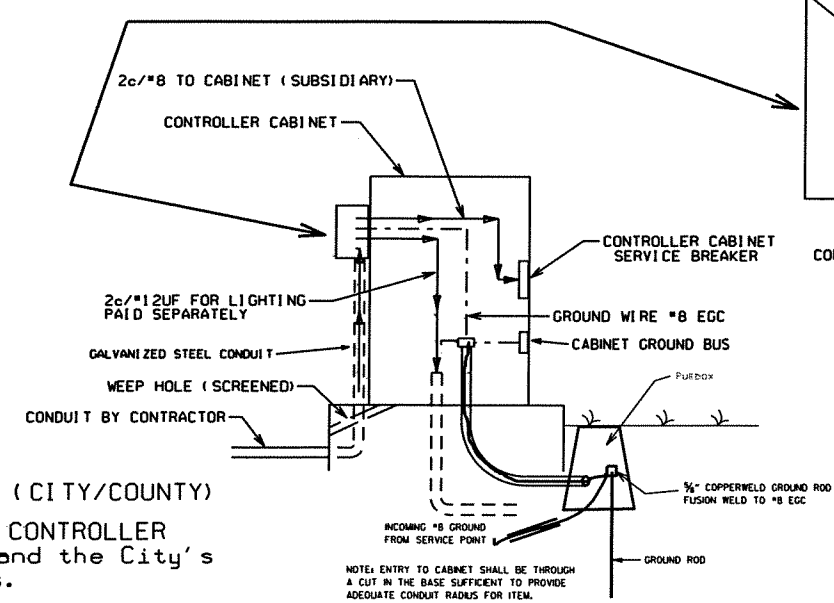 2c/#8 TO CABINET (SUBSIDIARY)
CONTROLLER CABINET
CONTROLLER CABINET
SERVICE BREAKER
2c/#12UF FOR LIGHTING
PAID SEPARATELY
GROUND WIRE #8 EGC
CABINET GROUND BUS
GALVANIZED STEEL CONDUIT
WEEP HOLE (SCREENED)
CONDUIT BY CONTRACTOR
(CITY/COUNTY)
CONTROLLER
and the City's
5/8" COPPERWELD GROUND ROD
FUSION WELD TO #8 EGC
INCOMING #8 GROUND
FROM SERVICE POINT
GROUND ROD
NOTE: ENTRY TO CABINET SHALL BE THROUGH
A CUT IN THE BASE SUFFICIENT TO PROVIDE
ADEQUATE CONDUIT RADIUS FOR ITEM.